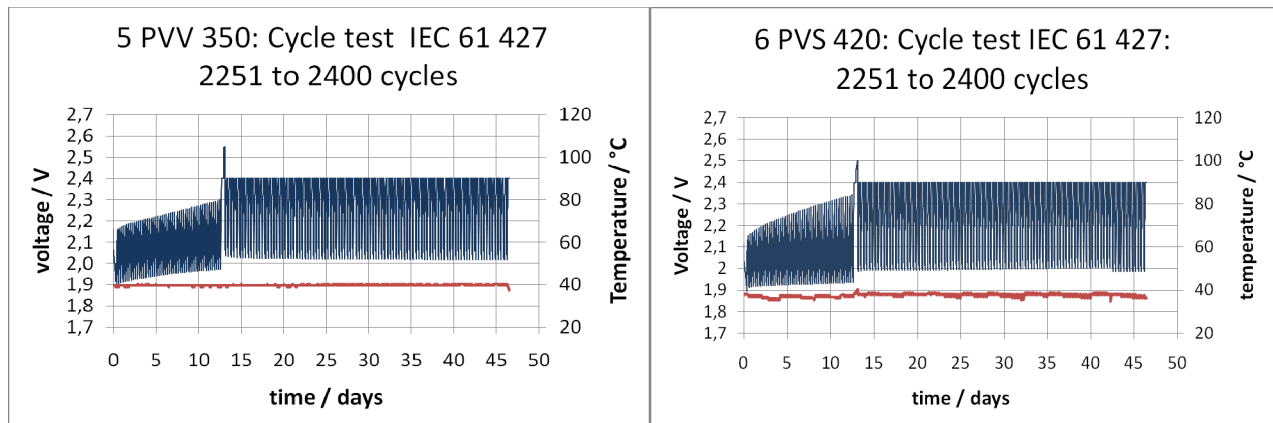 5 PVV 350: Cycle test  IEC 61 427
2251 to 2400 cycles
2,7
2,6
2,5
2,4
2,3
2,2
2,1
2,0
1,9
1,8
1,7
voltage / V
120
100
80
60
40
20
Temperature / °C
0 5 10 15 20 25 30 35 40 45 50
time / days
6 PVS 420: Cycle test IEC 61 427:
2251 to 2400 cycles
2,7
2,6
2,5
2,4
2,3
2,2
2,1
2
1,9
1,8
1,7
Voltage / V
120
100
80
60
40
20
temperature / °C
0 5 10 15 20 25 30 35 40 45 50
time / days